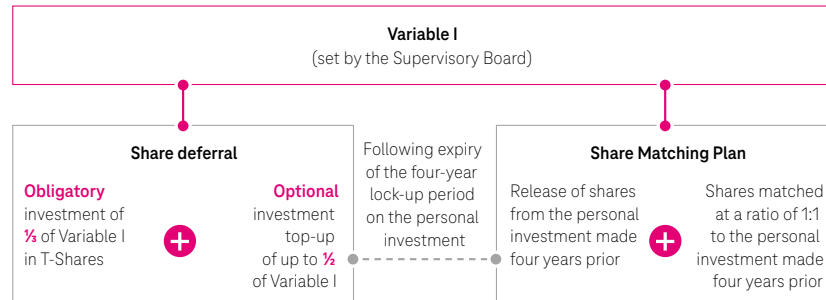 Variable I
(set by the Supervisory Board)
Share deferral
Obligatory
investment of
⅓ of Variable I
in T-Shares
Optional
investment
top-up
of up to ½
of Variable I
Following expiry
of the four-year
lock-up period
on the personal
investment
Share Matching Plan
Release of shares
from the personal
investment made
four years prior
Shares matched
at a ratio of 1:1
to the personal
investment made
four years prior